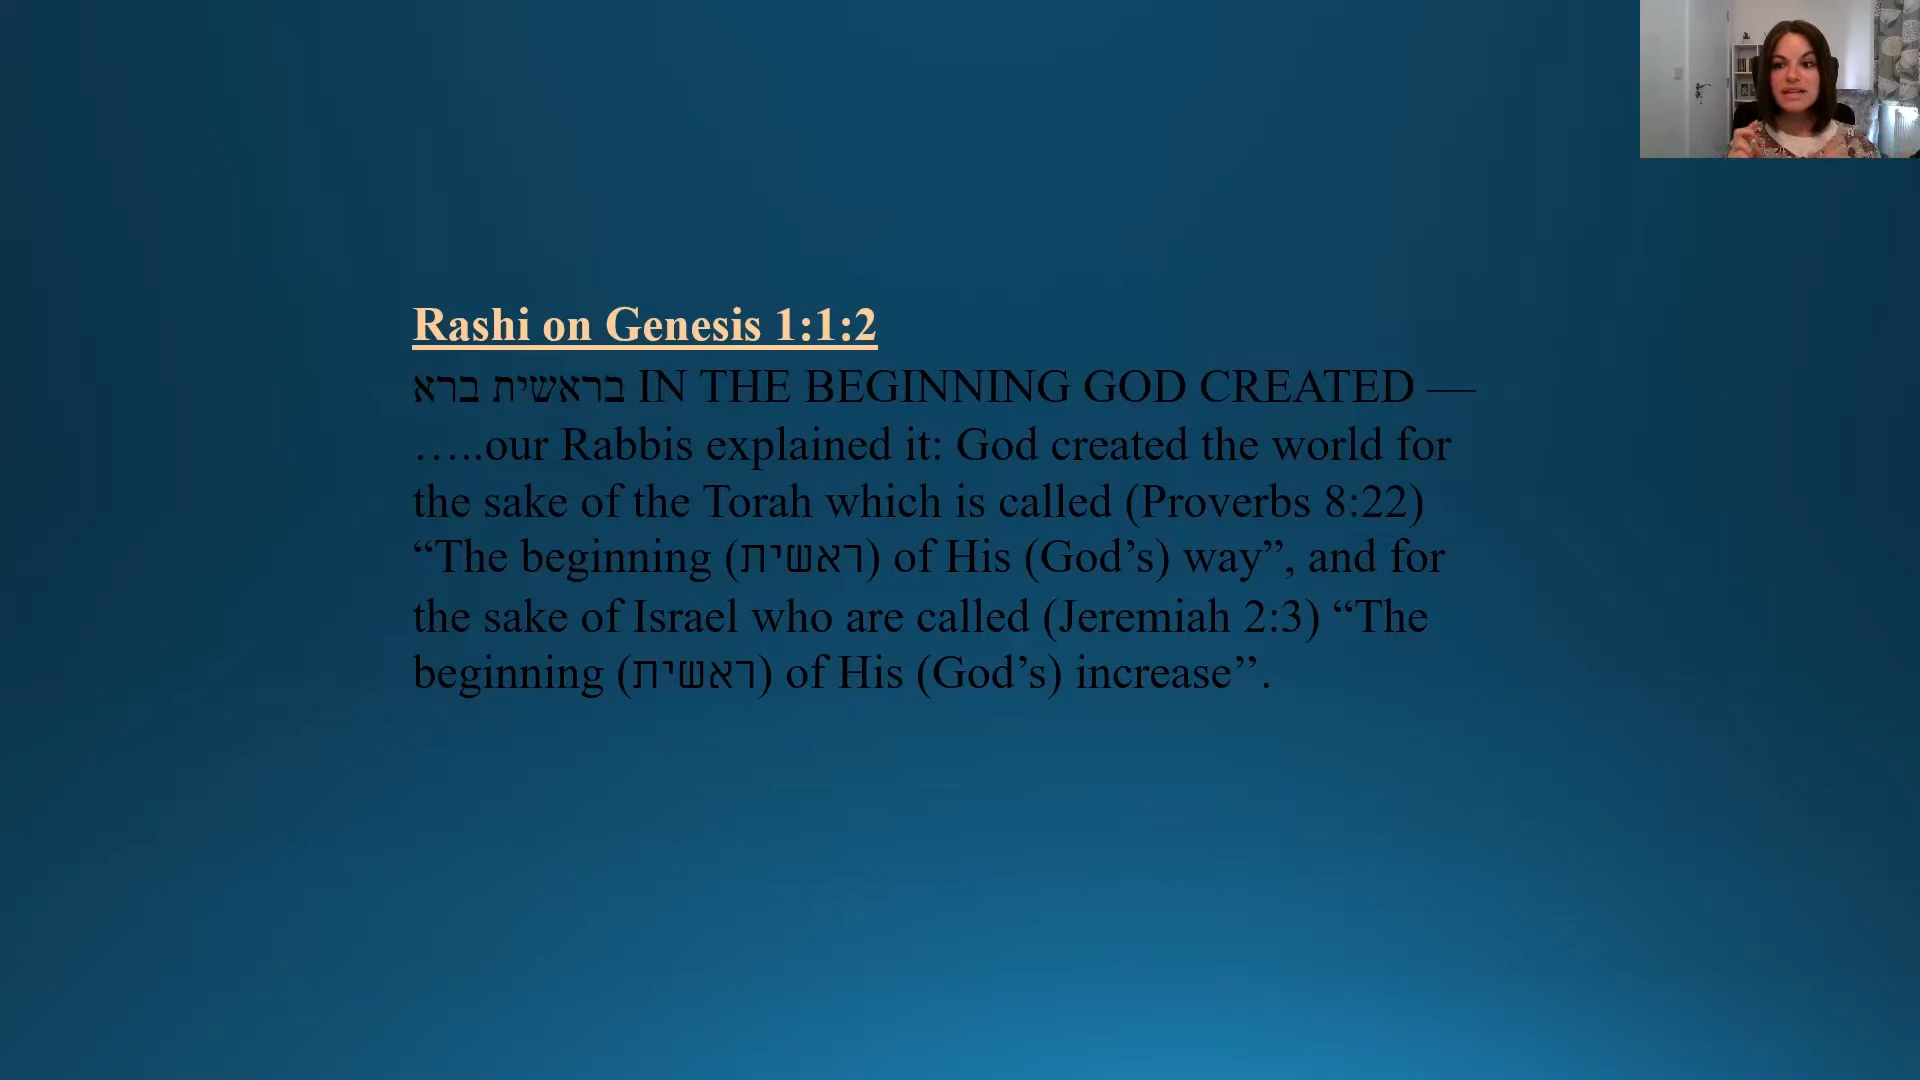 Rashi on Genesis 1:1:2
בראשית ברא IN THE BEGINNING GOD CREATED —
…..our Rabbis explained it: God created the world for
the sake of the Torah which is called (Proverbs 8:22)
“The beginning (ראשית) of His (God’s) way”, and for
the sake of Israel who are called (Jeremiah 2:3) “The
beginning (ראשית) of His (God’s) increase’’.